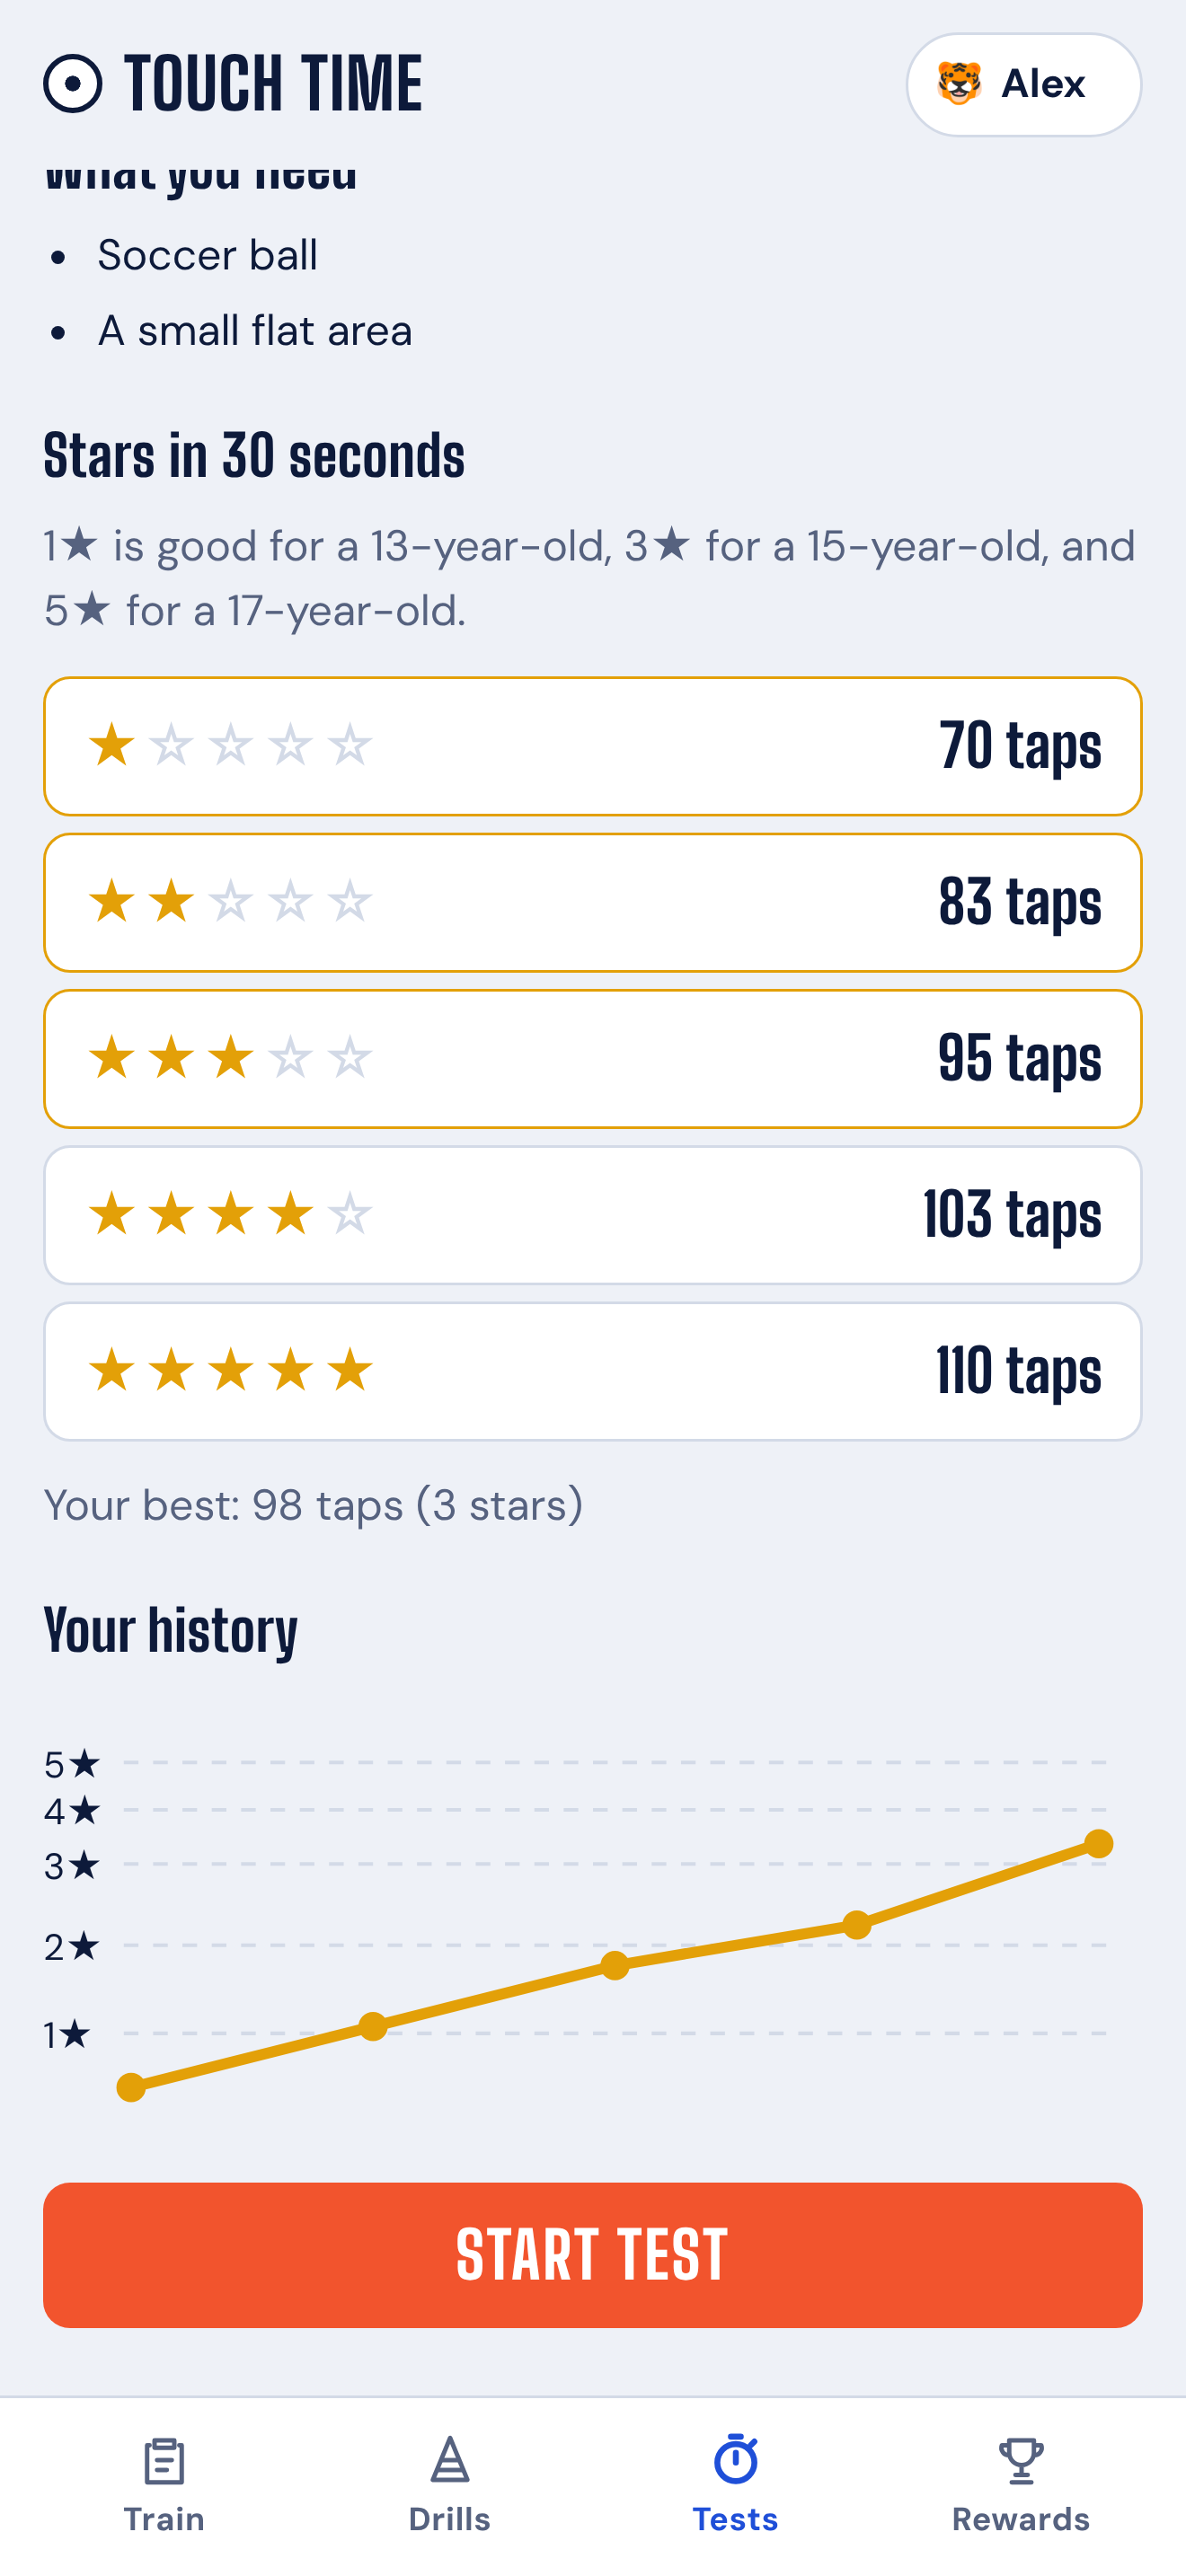 TOUCH TIME
Alex
What you need
• Soccer ball
• A small flat area
Stars in 30 seconds
1★ is good for a 13-year-old, 3★ for a 15-year-old, and
5★ for a 17-year-old.
★☆☆☆☆ 70 taps
★★☆☆☆ 83 taps
★★★☆☆ 95 taps
★★★★☆ 103 taps
★★★★★ 110 taps
Your best: 98 taps (3 stars)
Your history
5★
4★
3★
2★
1★
START TEST
Train
Drills
Tests
Rewards